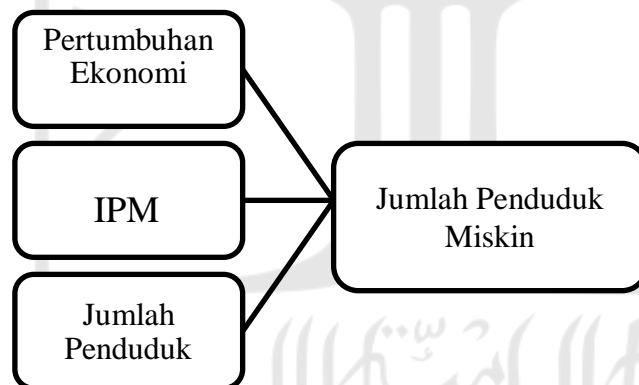 Pertumbuhan
Ekonomi
IPM
Jumlah Penduduk
Miskin
Jumlah
Penduduk